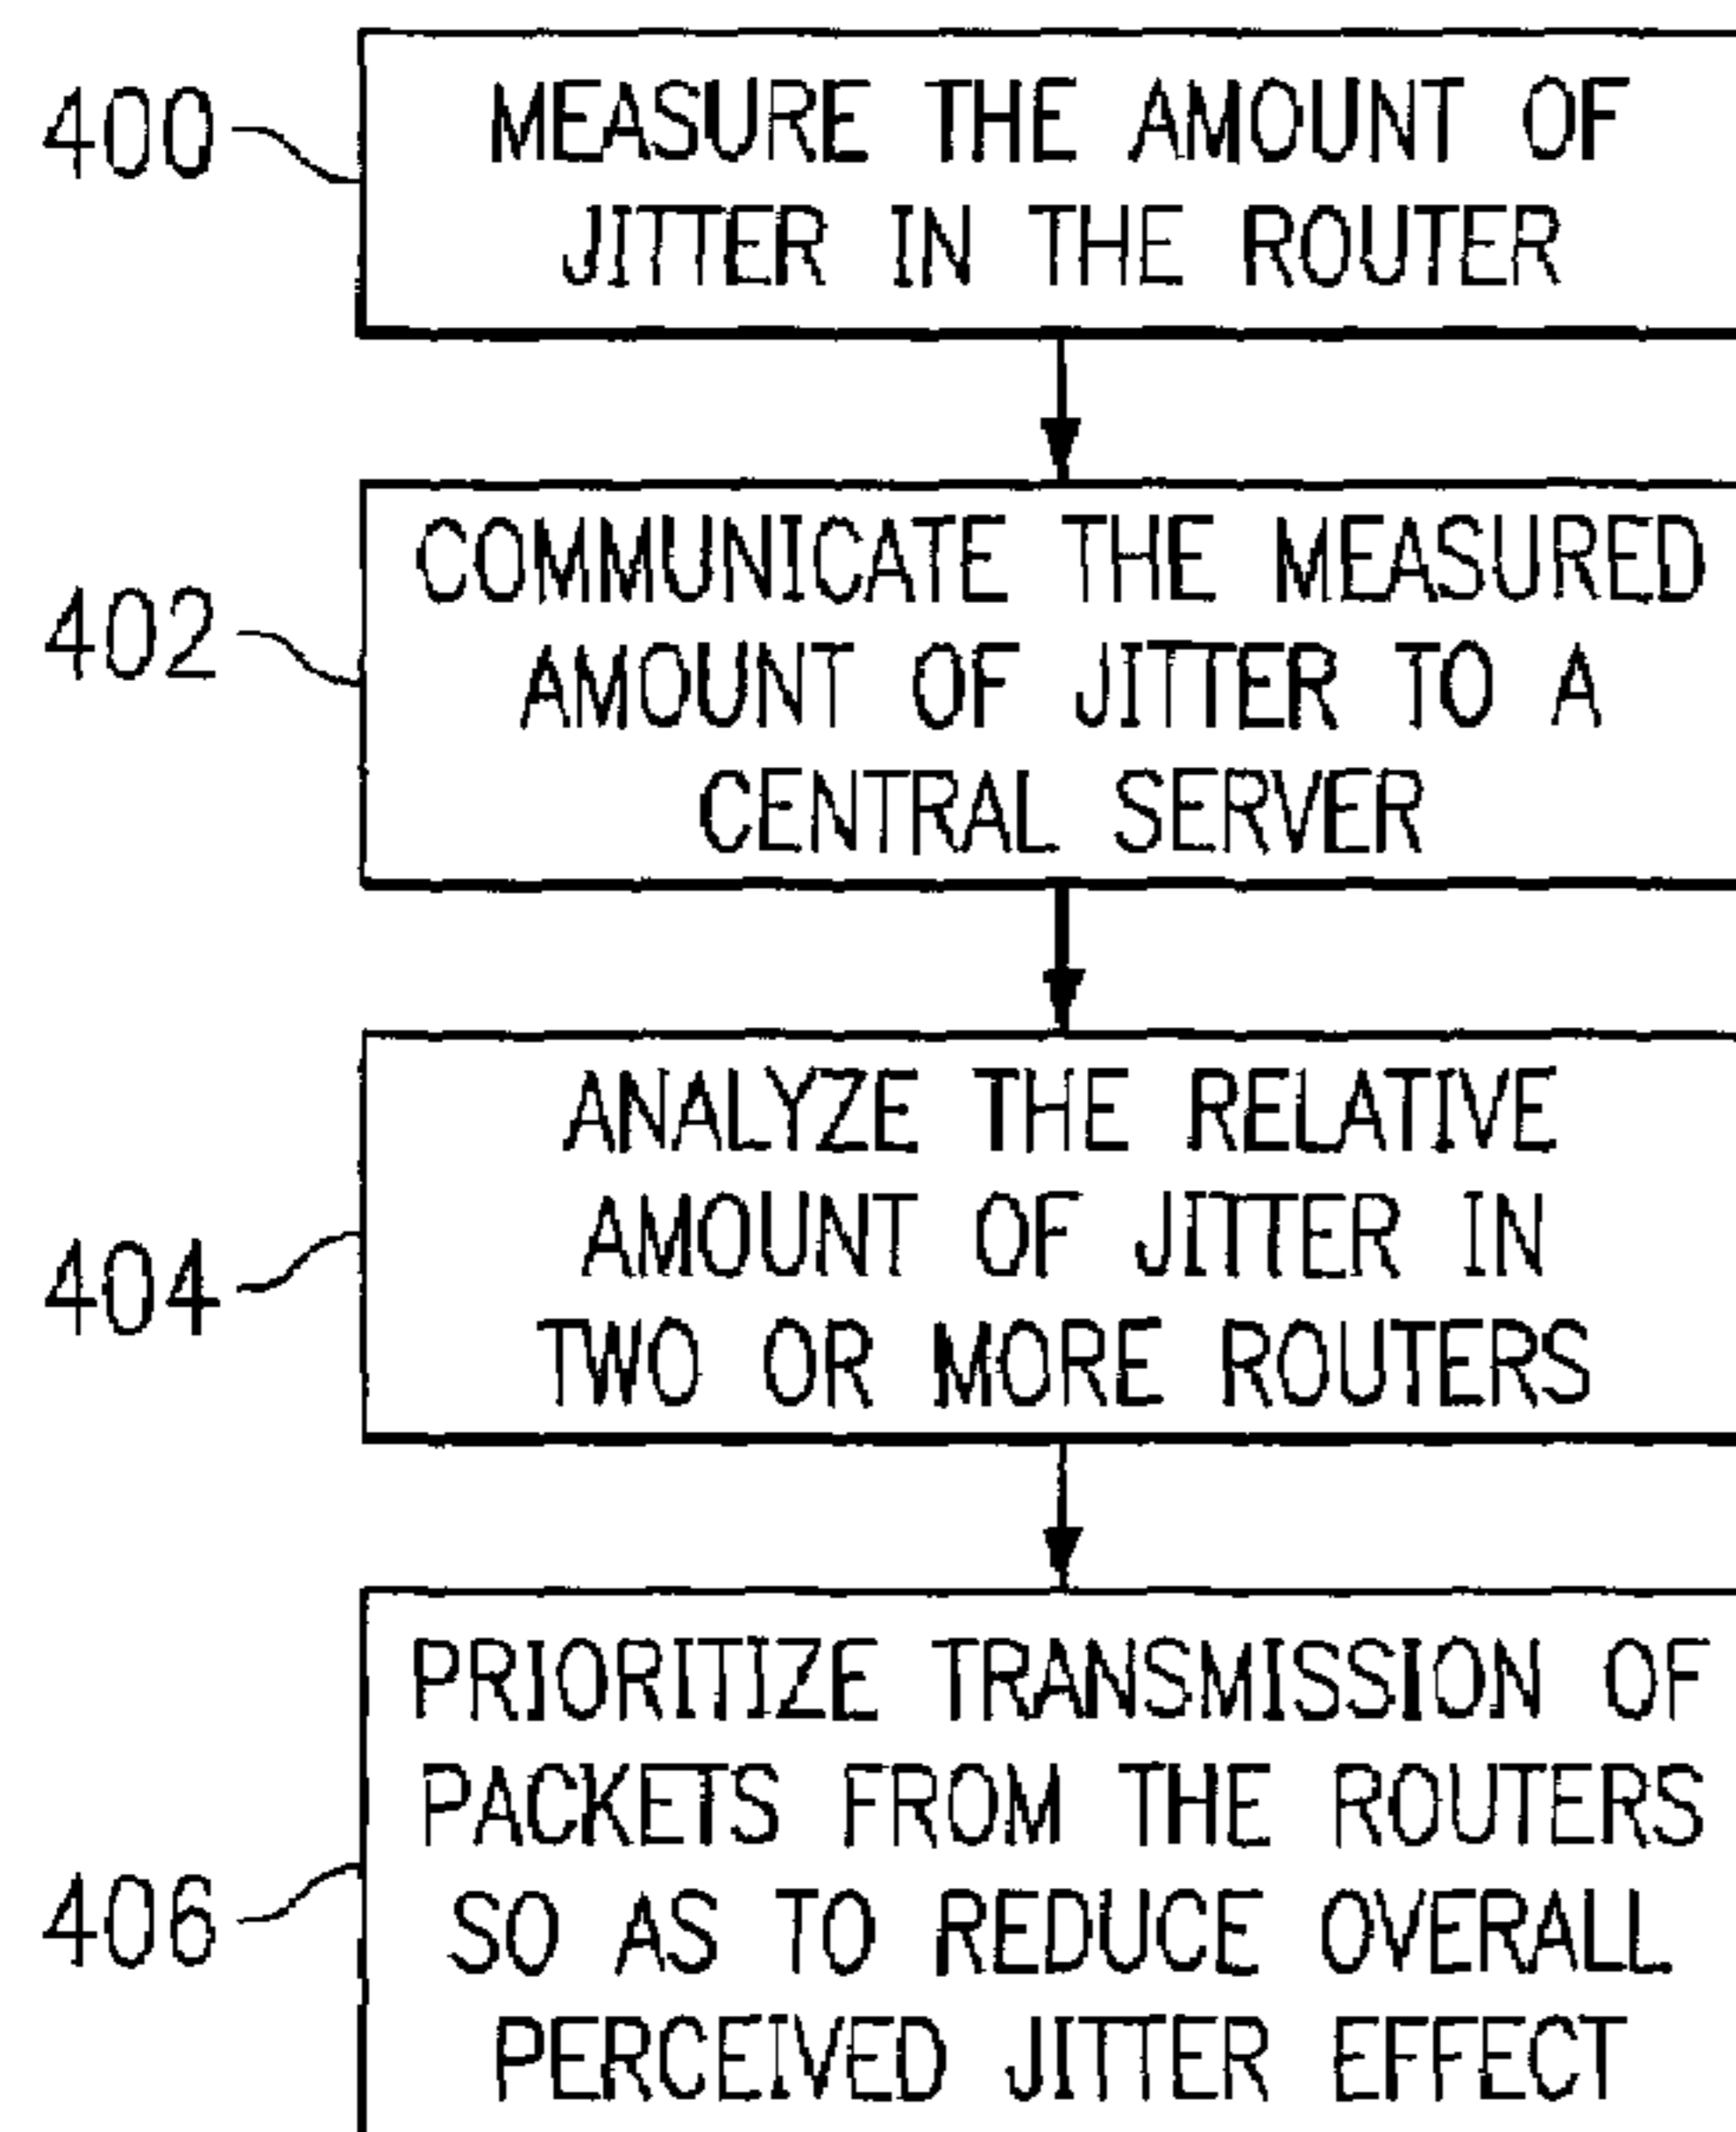 400
MEASURE THE AMOUNT OF
JITTER IN THE ROUTER
402
COMMUNICATE THE MEASURED
AMOUNT OF JITTER TO A
CENTRAL SERVER
404
ANALYZE THE RELATIVE
AMOUNT OF JITTER IN
TWO OR MORE ROUTERS
406
PRIORITIZE TRANSMISSION OF
PACKETS FROM THE ROUTERS
SO AS TO REDUCE OVERALL
PERCEIVED JITTER EFFECT